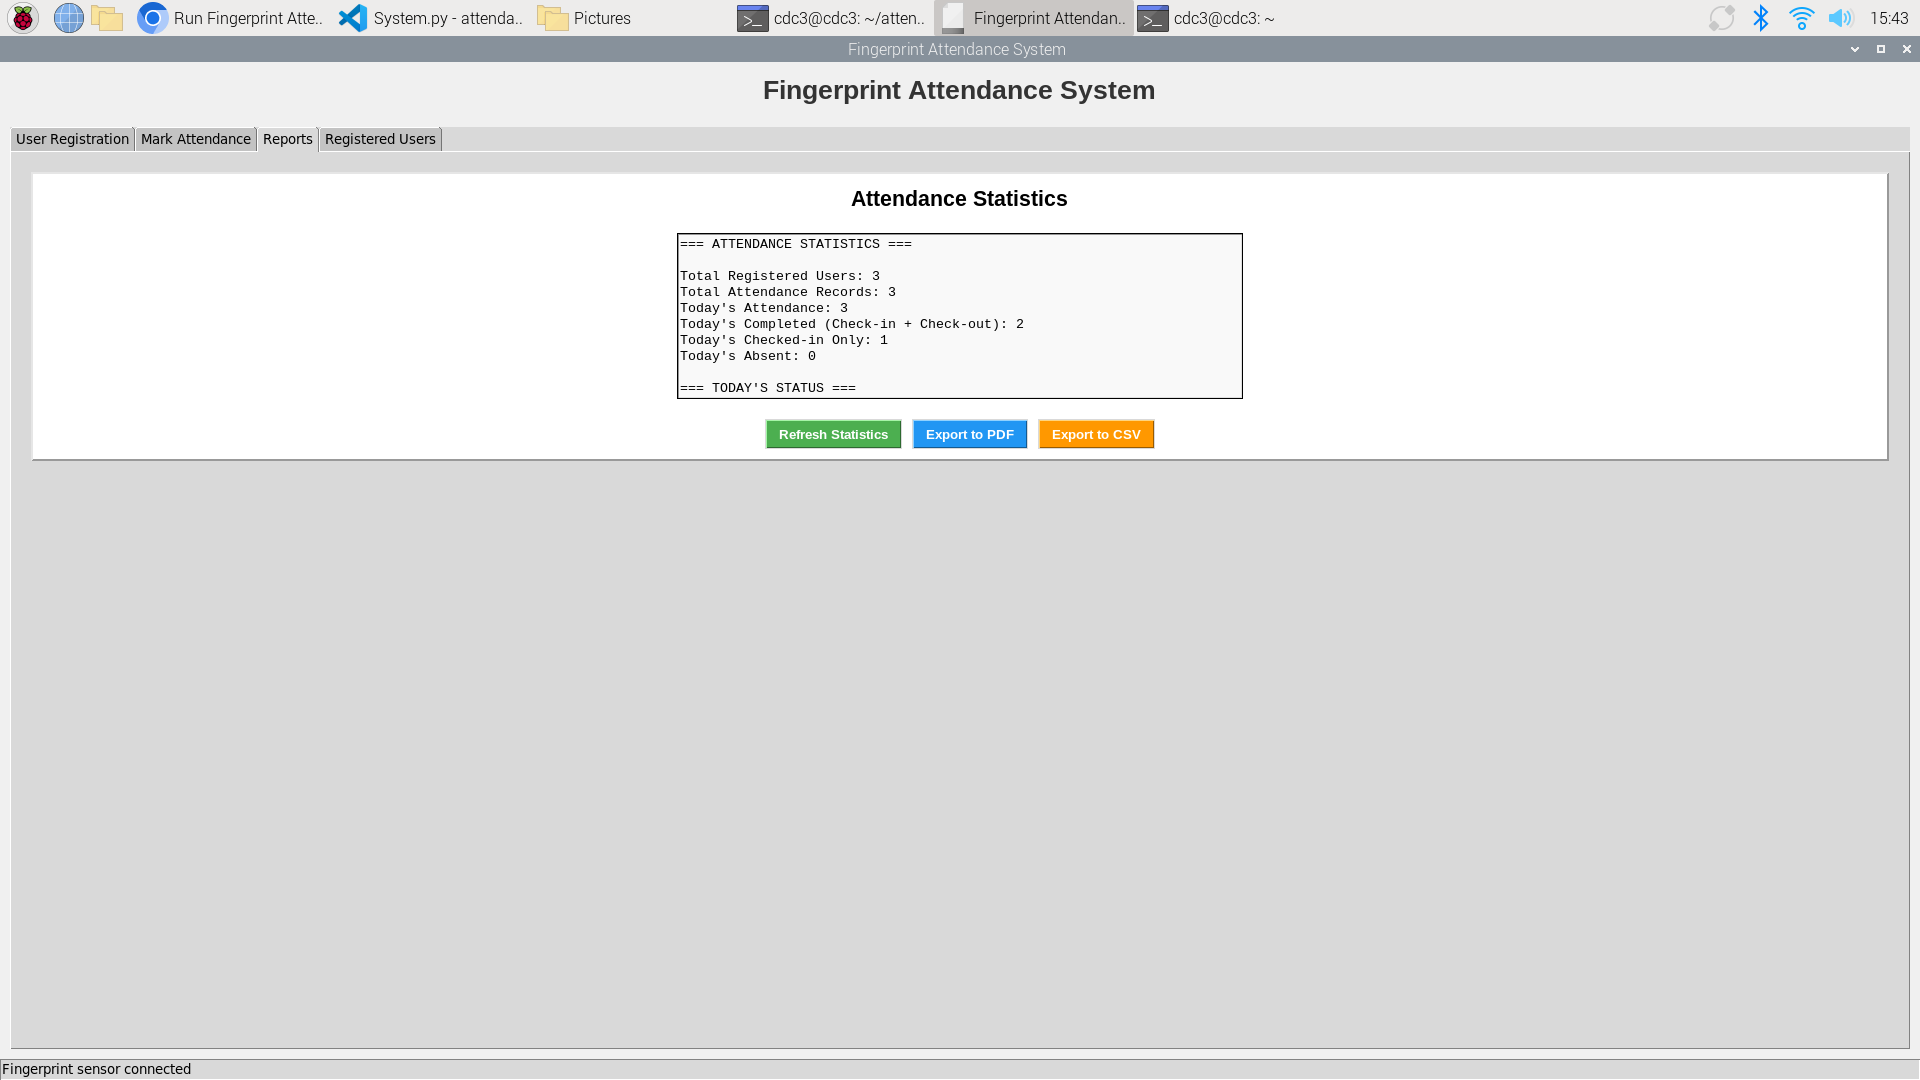 Run Fingerprint Atte..
System.py - attenda..
Pictures
cdc3@cdc3: ~/atten..
Fingerprint Attendan..
cdc3@cdc3: ~
15:43
Fingerprint Attendance System
Fingerprint Attendance System
User Registration
Mark Attendance
Reports
Registered Users
Attendance Statistics
=== ATTENDANCE STATISTICS ===
Total Registered Users: 3
Total Attendance Records: 3
Today's Attendance: 3
Today's Completed (Check-in + Check-out): 2
Today's Checked-in Only: 1
Today's Absent: 0
=== TODAY'S STATUS ===
Refresh Statistics
Export to PDF
Export to CSV
Fingerprint sensor connected